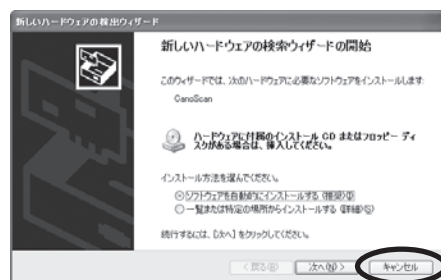 新しいハードウェアの検出ウィザード
新しいハードウェアの検索ウィザードの開始
このウィザードでは、次のハードウェアに必要なソフトウェアをインストールします:
CanoScan
ハードウェアに付属のインストール CD またはフロッピー ディ
スクがある場合は、挿入してください。
インストール方法を選んでください。
ソフトウェアを自動的にインストールする (推奨)(I)
一覧または特定の場所からインストールする (詳細)(S)
続行するには、[次へ] をクリックしてください。
< 戻る(B) 次へ(N) > キャンセル